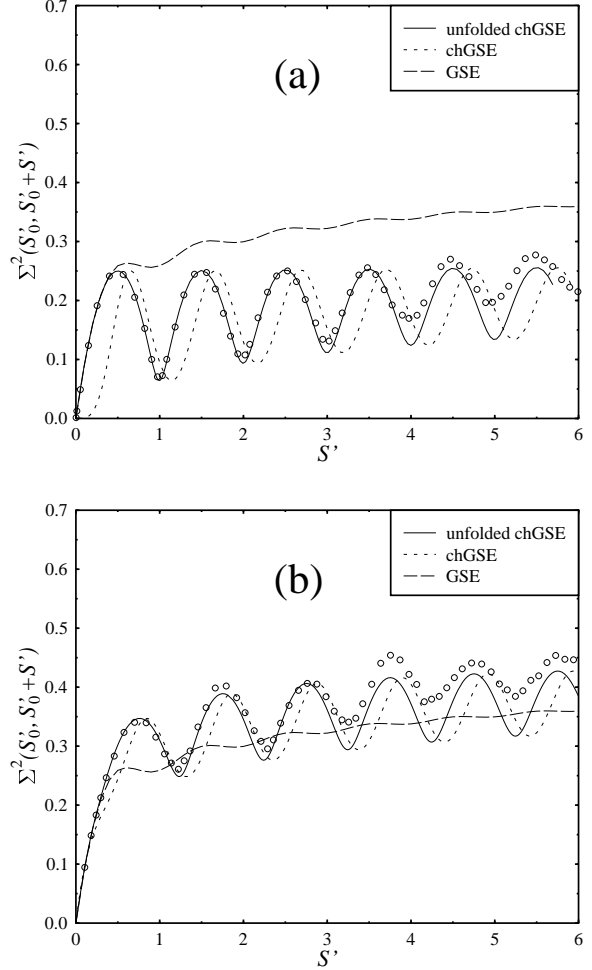 0.7
0.6
0.5
0.4
0.3
0.2
0.1
0.0
Σ²(S'₀, S'₀+S')
unfolded chGSE
chGSE
GSE
(a)
0 1 2 3 4 5 6
S'
0.7
0.6
0.5
0.4
0.3
0.2
0.1
0.0
Σ²(S'₀, S'₀+S')
unfolded chGSE
chGSE
GSE
(b)
0 1 2 3 4 5 6
S'